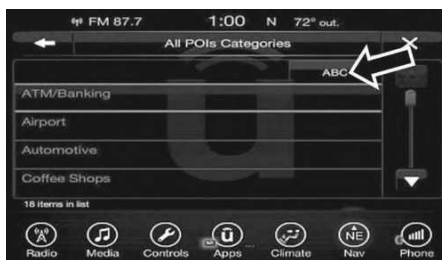 FM 87.7 1:00 N 72° out.
All POIs Categories
ABC
ATM/Banking
Airport
Automotive
Coffee Shops
18 items in list
Radio Media Controls Apps Climate Nav Phone